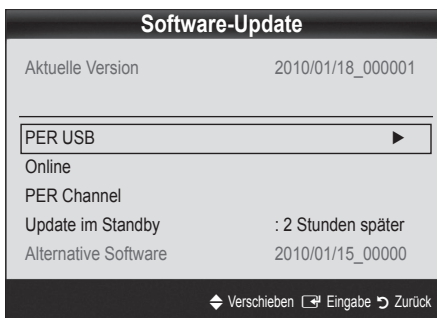 Software-Update
Aktuelle Version 2010/01/18_000001
PER USB ►
Online
PER Channel
Update im Standby : 2 Stunden später
Alternative Software 2010/01/15_00000
Verschieben Eingabe Zurück